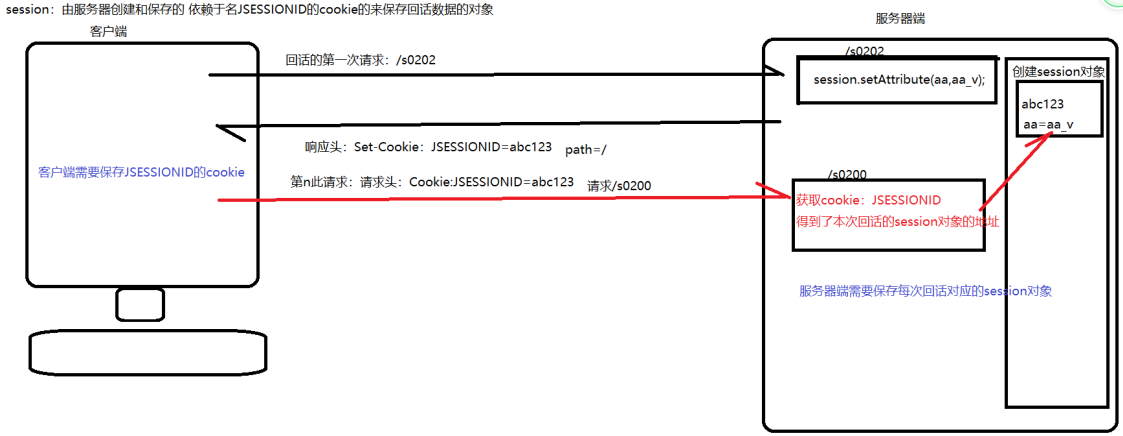 session：由服务器创建和保存的 依赖于名JSESSIONID的cookie的来保存回话数据的对象
客户端
服务器端
回话的第一次请求：/s0202
/s0202
session.setAttribute(aa,aa_v);
创建session对象
abc123
aa=aa_v
响应头：Set-Cookie：JSESSIONID=abc123 path=/
客户端需要保存JSESSIONID的cookie
第n此请求：请求头：Cookie:JSESSIONID=abc123 请求/s0200
/s0200
获取cookie：JSESSIONID
得到了本次回话的session对象的地址
服务器端需要保存每次回话对应的session对象